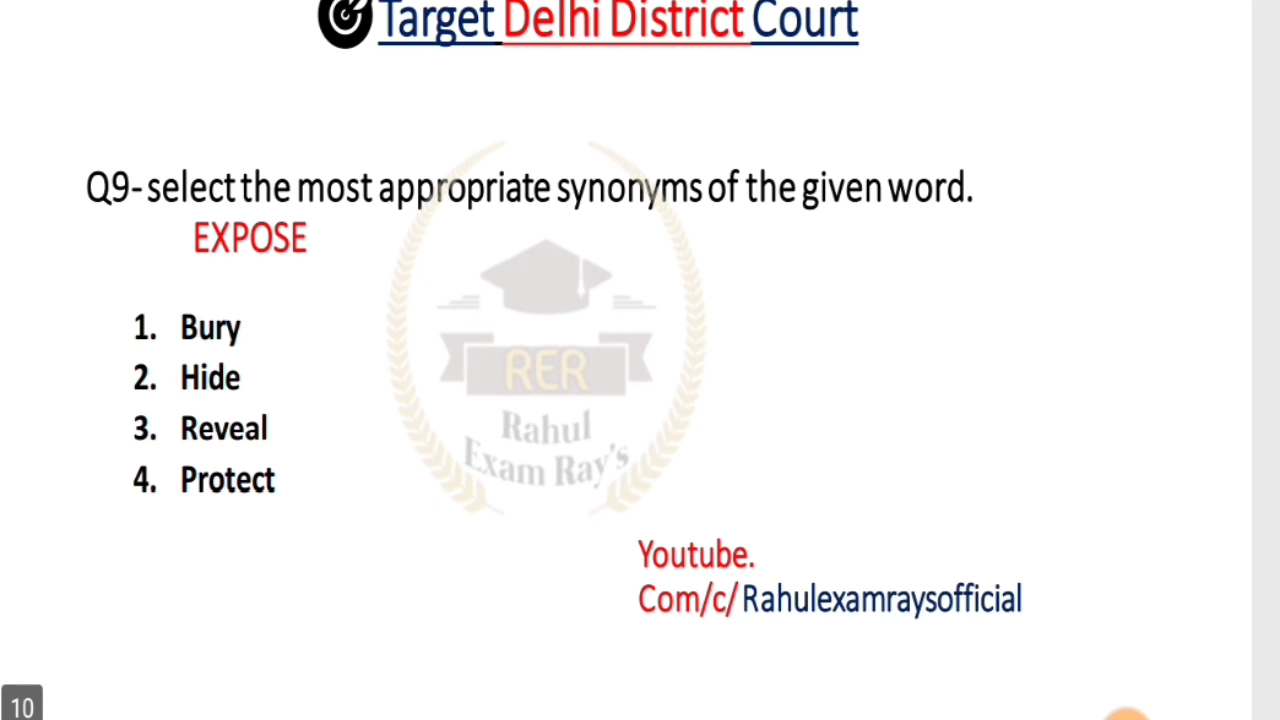 Target Delhi District Court
Q9- select the most appropriate synonyms of the given word.
EXPOSE
1. Bury
2. Hide
3. Reveal
4. Protect
RER
Rahul
Exam Ray's
Youtube.
Com/c/ Rahulexamraysofficial
10